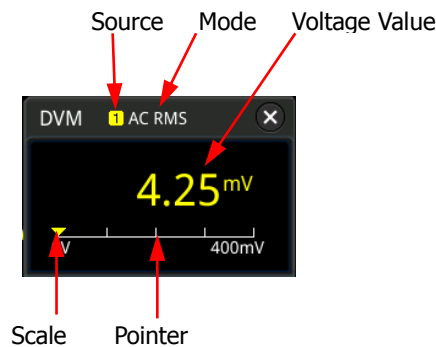 Source Mode Voltage Value
DVM 1 AC RMS
4.25 mV
V 400mV
Scale Pointer